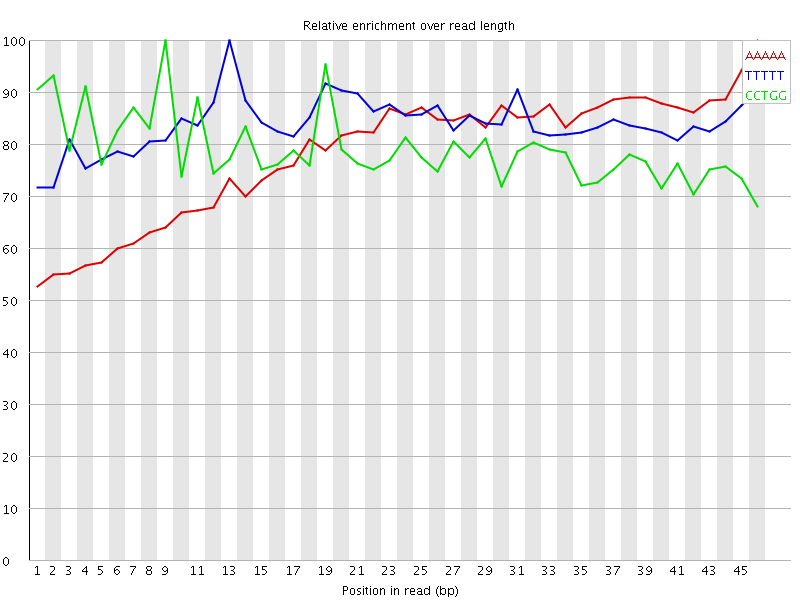 Relative enrichment over read length
100
90
80
70
60
50
40
30
20
10
0
AAAAA
TTTTT
CCTGG
1 2 3 4 5 6 7 8 9 11 13 15 17 19 21 23 25 27 29 31 33 35 37 39 41 43 45
Position in read (bp)